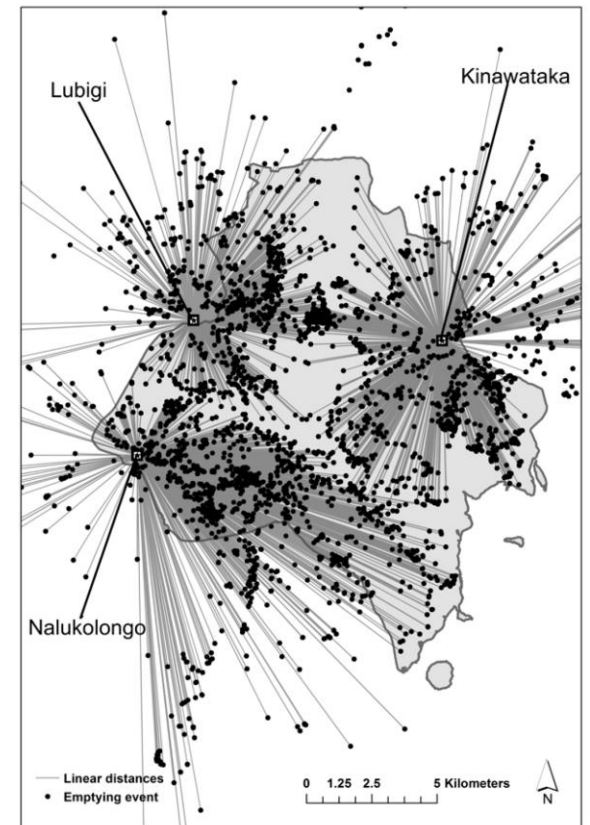 Kinawataka
Lubigi
Nalukolongo
Linear distances
Emptying event
0 1.25 2.5 5 Kilometers
N